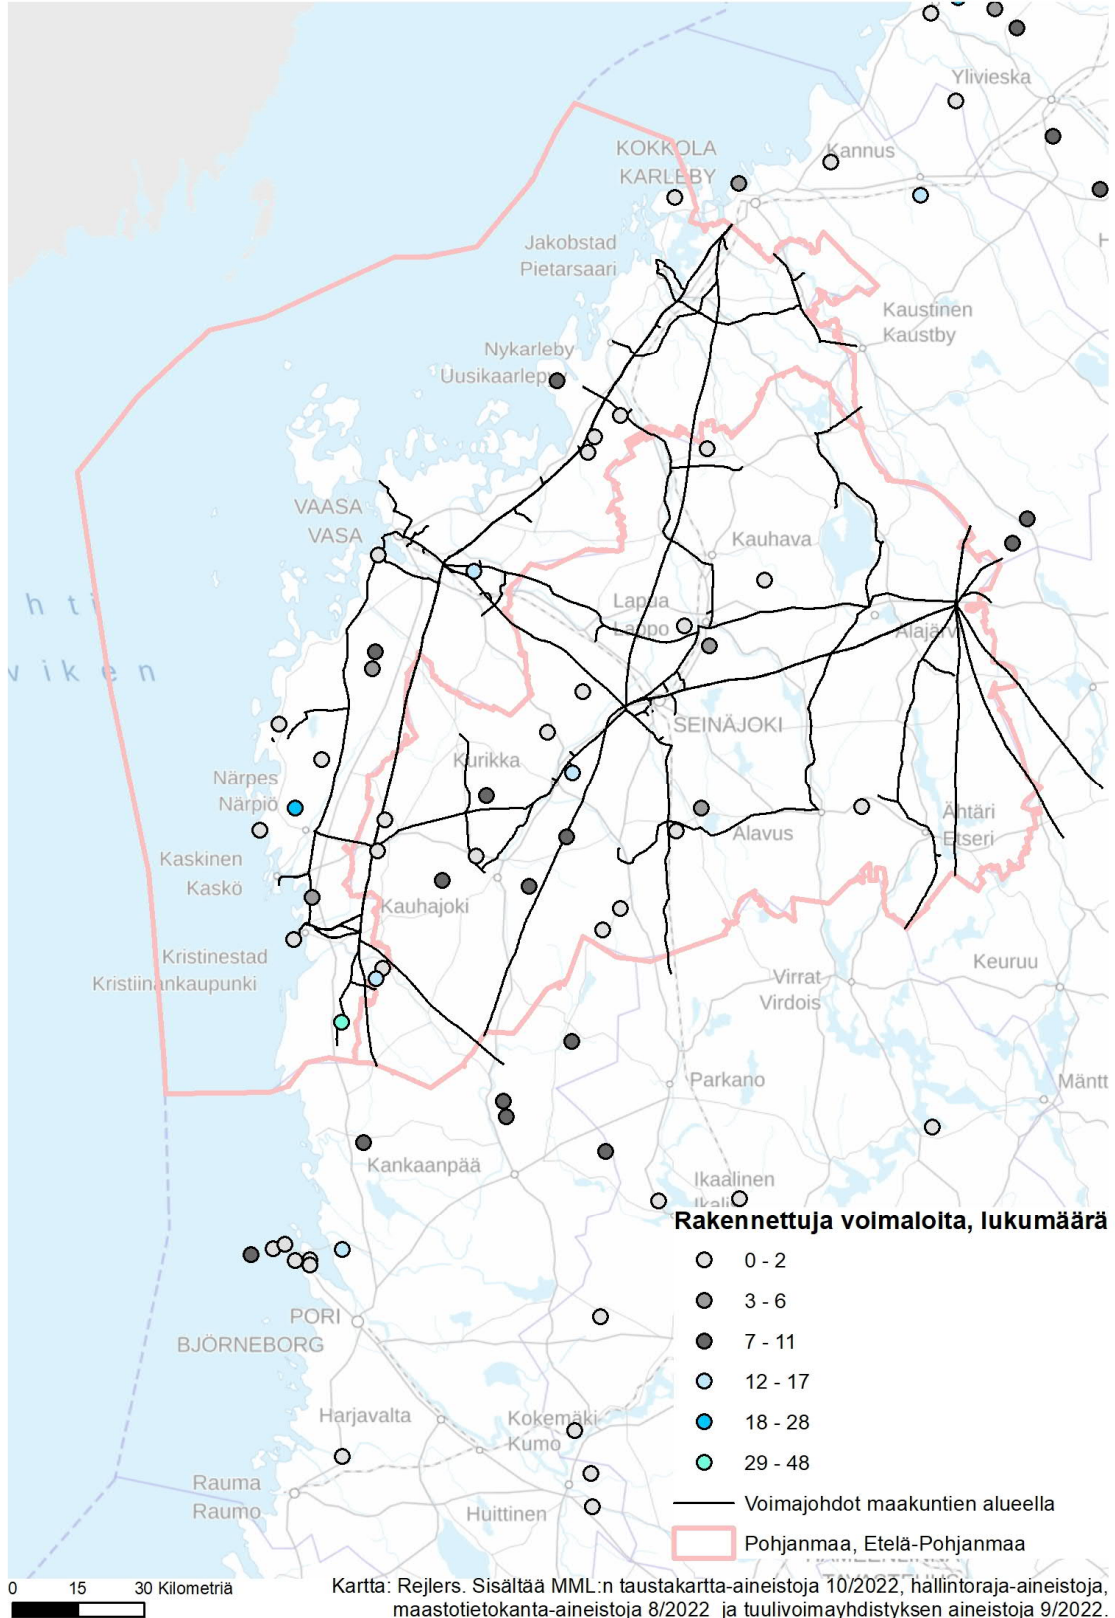 Ylivieska
KOKKOLA
KARLEBY
Kannus
H
Jakobstad
Pietarsaari
Kaustinen
Kaustby
Nykarleby
Uusikaarlepyy
VAASA
VASA
Kauhava
hti
viken
Lapua
Lappo
Alajärvi
SEINÄJOKI
Kurikka
Närpes
Närpiö
Ähtäri
Etseri
Alavus
Kaskinen
Kaskö
Kauhajoki
Kristinestad
Kristiinankaupunki
Virrat
Virdois
Keuruu
Parkano
Mäntt
Kankaanpää
Ikaalinen
Rakennettuja voimaloita, lukumäärä
0 - 2
3 - 6
7 - 11
12 - 17
18 - 28
29 - 48
Voimajohdot maakuntien alueella
Pohjanmaa, Etelä-Pohjanmaa
PORI
BJÖRNEBORG
Harjavalta
Kokemäki
Kumo
Rauma
Raumo
Huittinen
0 15 30 Kilometriä
Kartta: Rejlers. Sisältää MML:n taustakartta-aineistoja 10/2022, hallintoraja-aineistoja,
maastotietokanta-aineistoja 8/2022 ja tuulivoimayhdistyksen aineistoja 9/2022